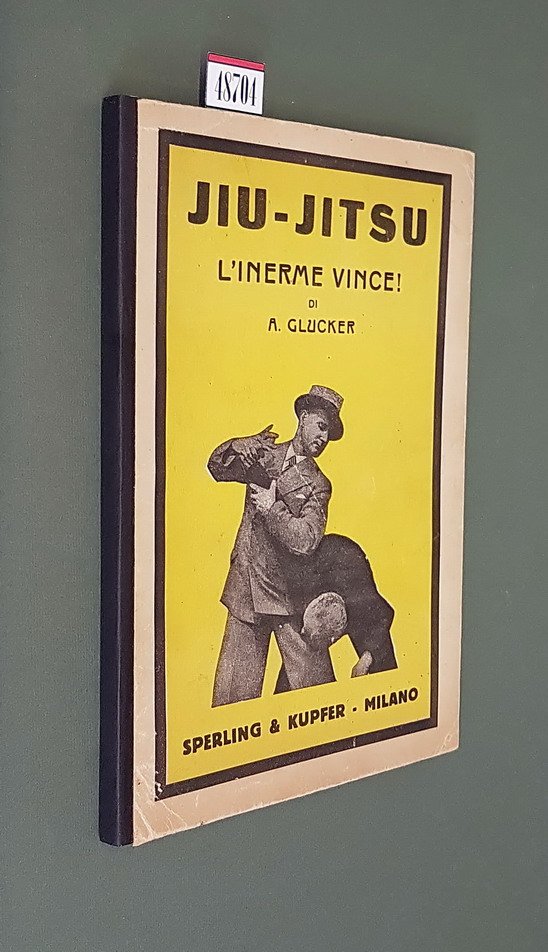 48704
JIU-JITSU
L'INERME VINCE!
DI
A. GLUCKER
SPERLING & KUPFER - MILANO